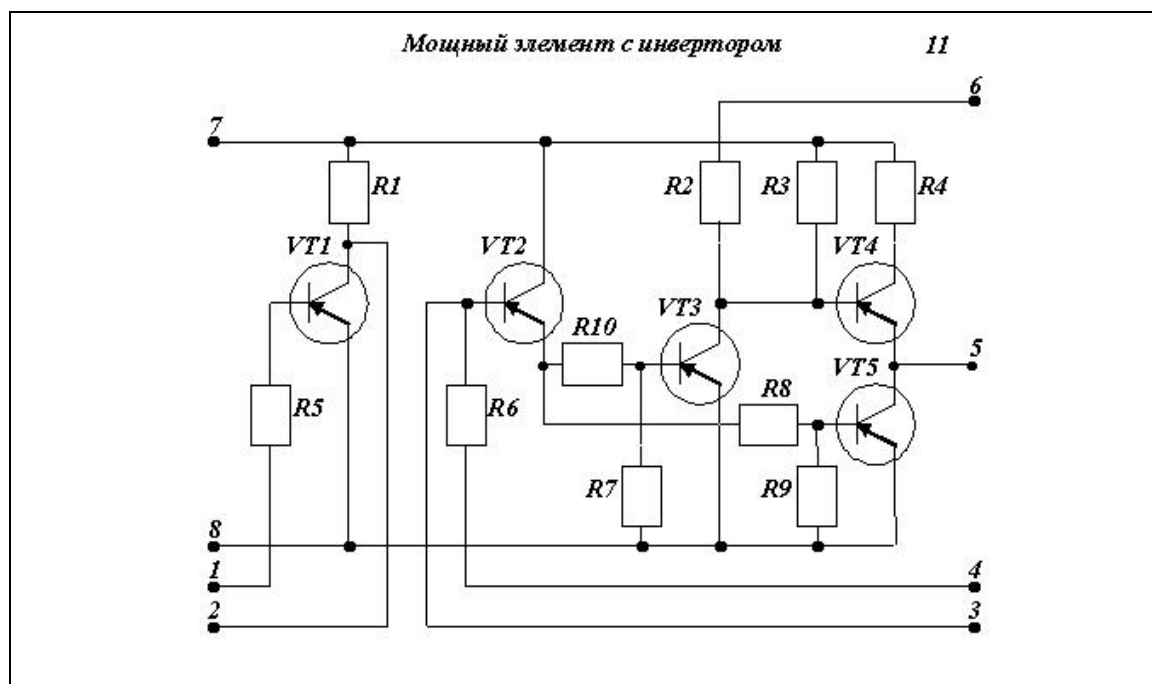 Мощный элемент с инвертором 11
6
7
R1 R2 R3 R4
VT1 VT2 VT4
VT3
R10 5
VT5
R8
R5 R6
R7 R9
8
1 4
2 3